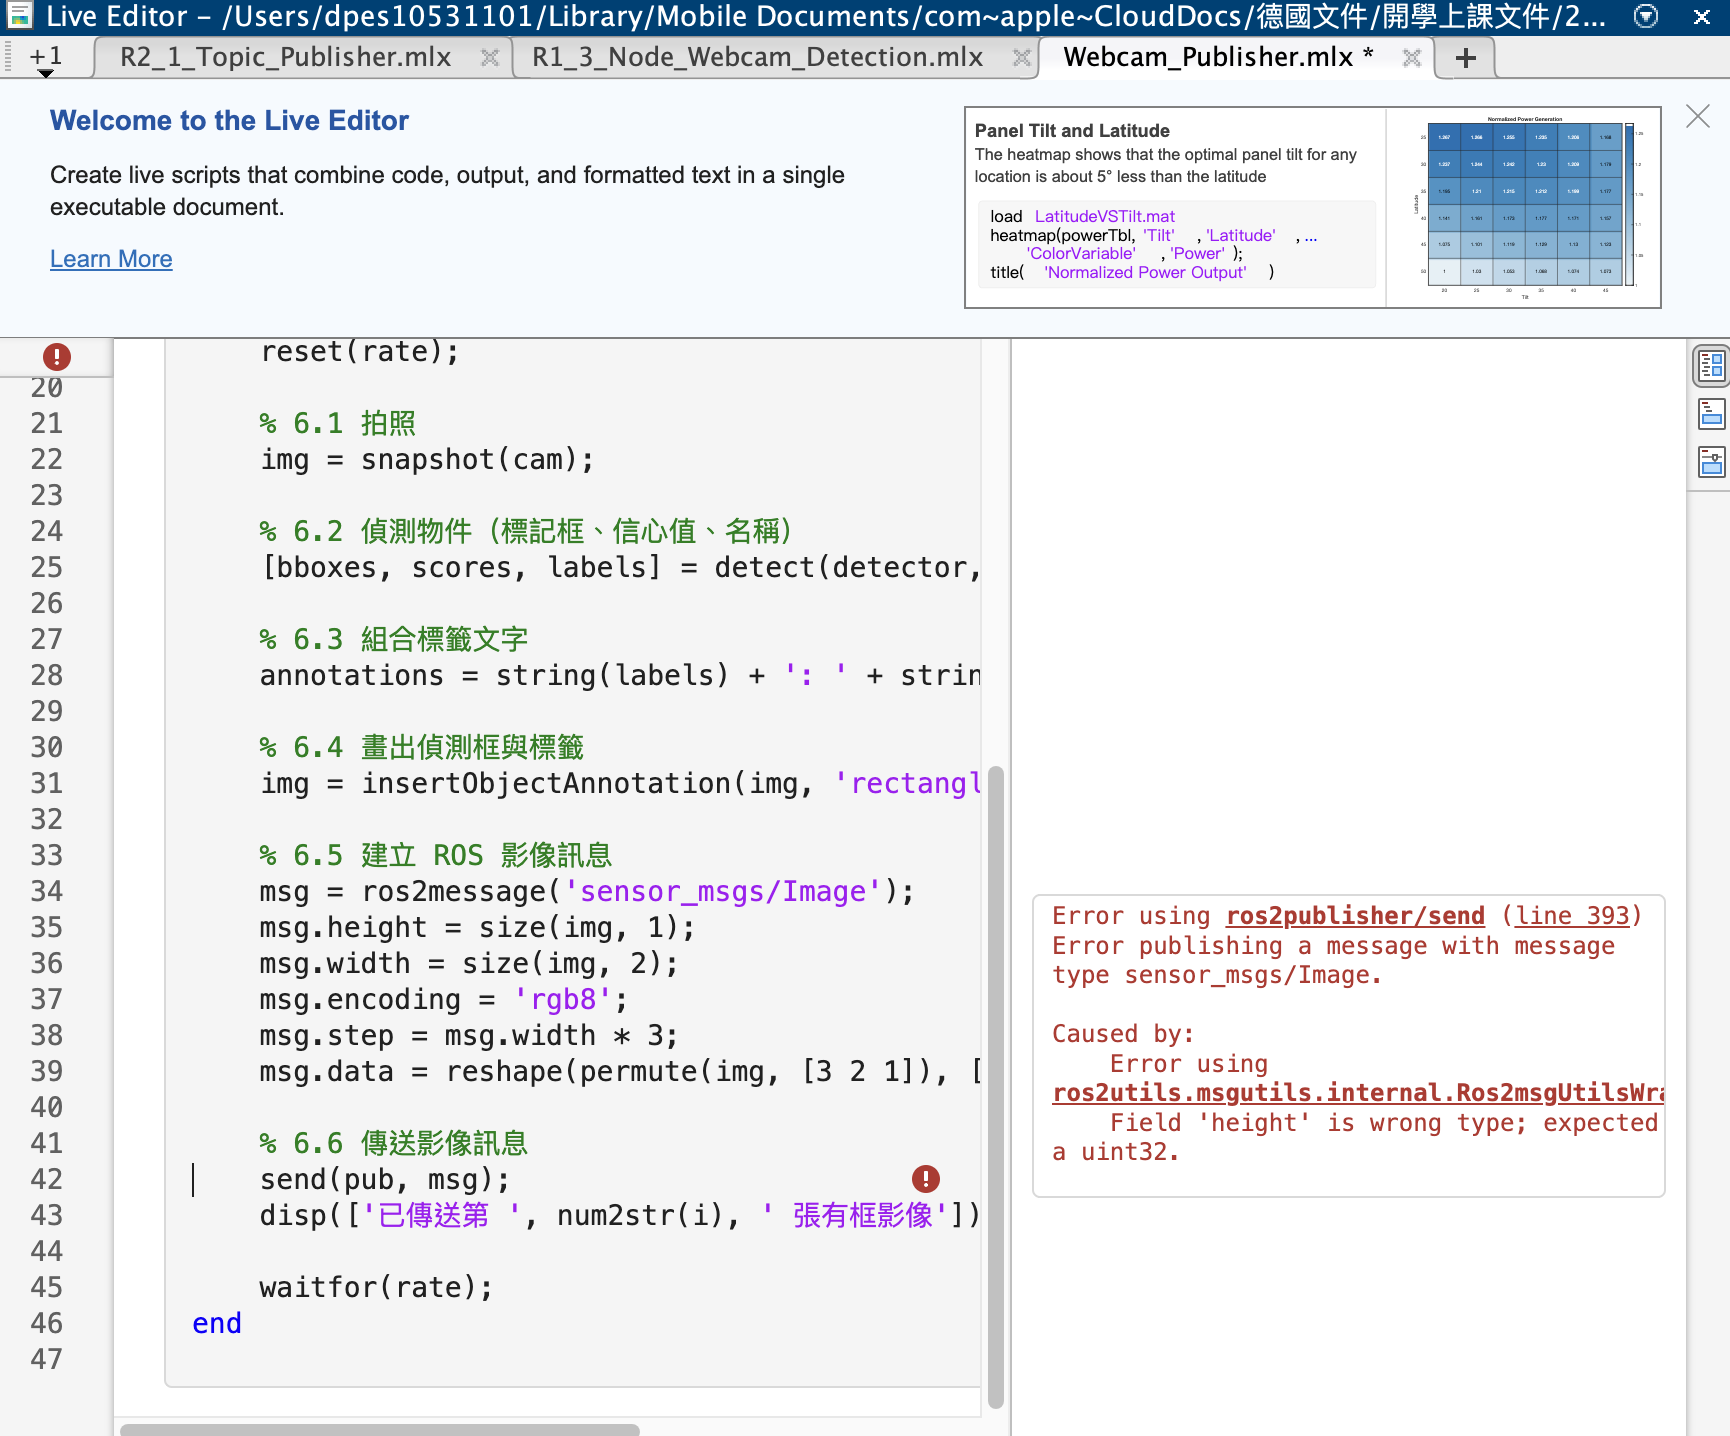 Live Editor – /Users/dpes10531101/Library/Mobile Documents/com~apple~CloudDocs/德國文件/開學上課文件/2...
+1
R2_1_Topic_Publisher.mlx
R1_3_Node_Webcam_Detection.mlx
Webcam_Publisher.mlx *
+
Welcome to the Live Editor
Create live scripts that combine code, output, and formatted text in a single
executable document.
Learn More
Panel Tilt and Latitude
The heatmap shows that the optimal panel tilt for any
location is about 5° less than the latitude
load LatitudeVSTilt.mat
heatmap(powerTbl, 'Tilt' , 'Latitude' , ...
'ColorVariable' , 'Power' );
title( 'Normalized Power Output' )
Normalized Power Generation
Latitude
Tilt
reset(rate);
20
21 % 6.1 拍照
22 img = snapshot(cam);
23
24 % 6.2 偵測物件（標記框、信心值、名稱）
25 [bboxes, scores, labels] = detect(detector,
26
27 % 6.3 組合標籤文字
28 annotations = string(labels) + ': ' + strin
29
30 % 6.4 畫出偵測框與標籤
31 img = insertObjectAnnotation(img, 'rectangl
32
33 % 6.5 建立 ROS 影像訊息
34 msg = ros2message('sensor_msgs/Image');
35 msg.height = size(img, 1);
36 msg.width = size(img, 2);
37 msg.encoding = 'rgb8';
38 msg.step = msg.width * 3;
39 msg.data = reshape(permute(img, [3 2 1]), [
40
41 % 6.6 傳送影像訊息
42 send(pub, msg);
43 disp(['已傳送第 ', num2str(i), ' 張有框影像'])
44
45 waitfor(rate);
46 end
47
Error using ros2publisher/send (line 393)
Error publishing a message with message
type sensor_msgs/Image.
Caused by:
Error using
ros2utils.msgutils.internal.Ros2msgUtilsWra
Field 'height' is wrong type; expected
a uint32.